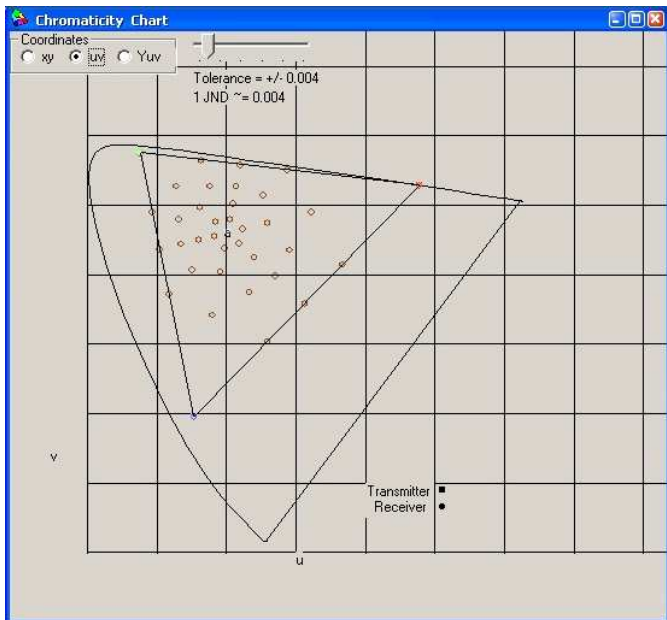 Chromaticity Chart
Coordinates
xy uv Yuv
Tolerance = +/- 0.004
1 JND ~= 0.004
a
v
Transmitter
Receiver
u